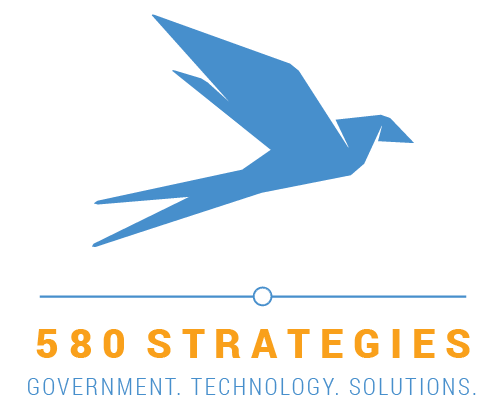 580 STRATEGIES
GOVERNMENT. TECHNOLOGY. SOLUTIONS.